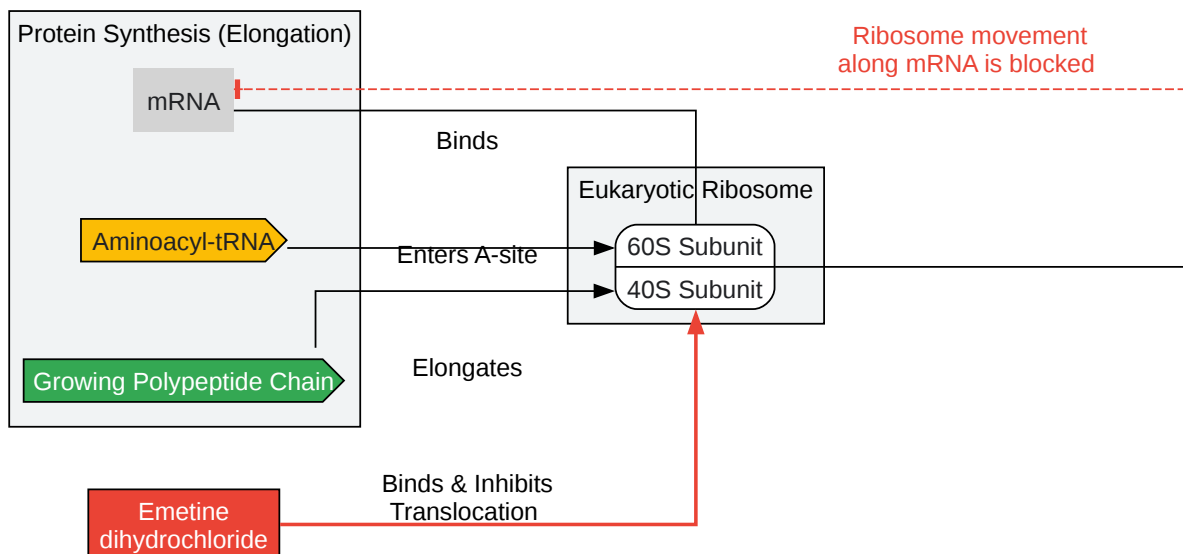 Protein Synthesis (Elongation)
Ribosome movement
along mRNA is blocked
mRNA
Binds
Eukaryotic Ribosome
Aminoacyl-tRNA
Enters A-site
60S Subunit
40S Subunit
Growing Polypeptide Chain
Elongates
Binds & Inhibits
Translocation
Emetine
dihydrochloride